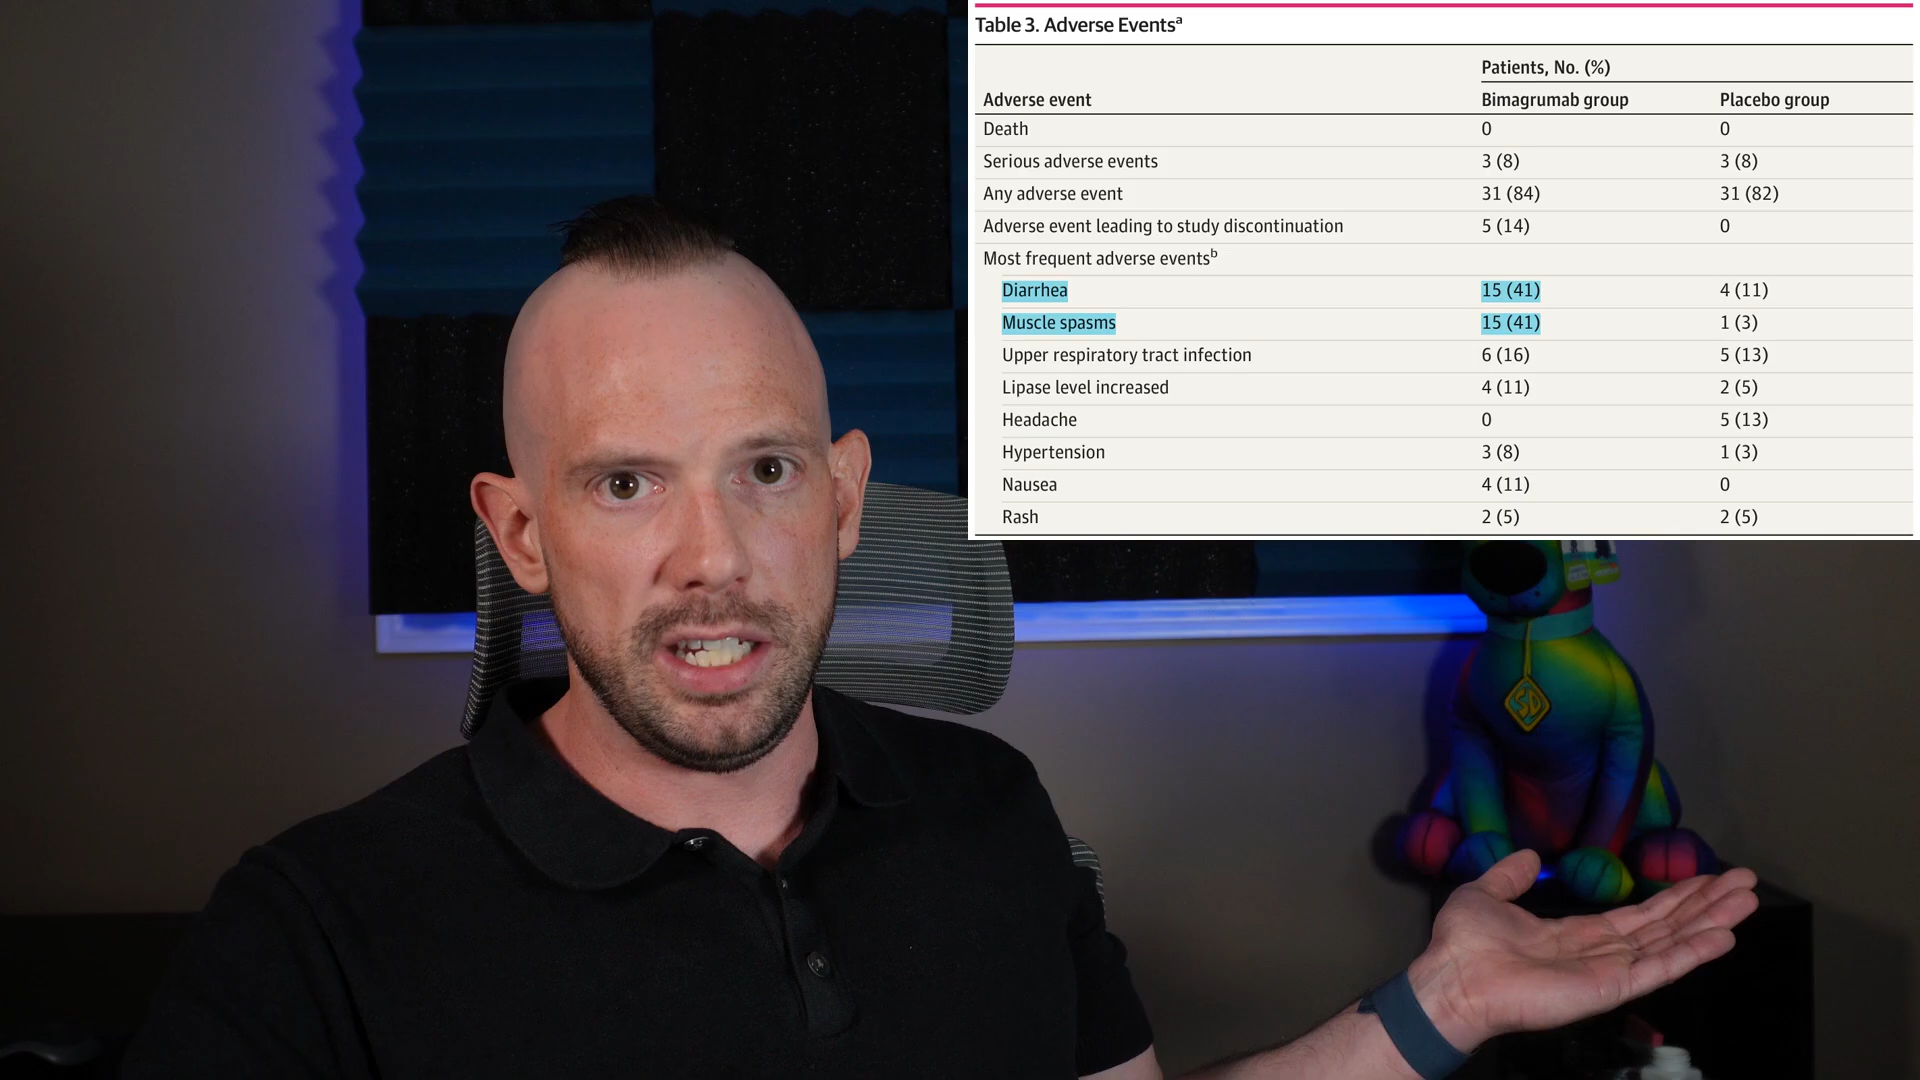 Table 3. Adverse Eventsᵃ
Patients, No. (%)
Adverse event Bimagrumab group Placebo group
Death 0 0
Serious adverse events 3 (8) 3 (8)
Any adverse event 31 (84) 31 (82)
Adverse event leading to study discontinuation 5 (14) 0
Most frequent adverse eventsᵇ
Diarrhea 15 (41) 4 (11)
Muscle spasms 15 (41) 1 (3)
Upper respiratory tract infection 6 (16) 5 (13)
Lipase level increased 4 (11) 2 (5)
Headache 0 5 (13)
Hypertension 3 (8) 1 (3)
Nausea 4 (11) 0
Rash 2 (5) 2 (5)
SD